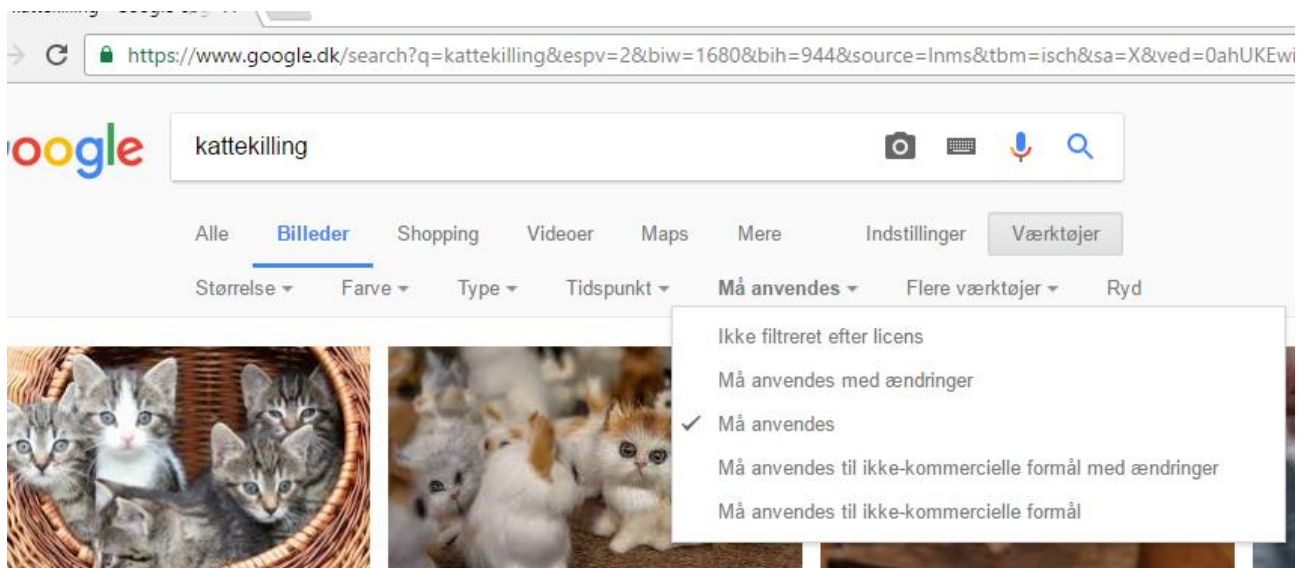 https://www.google.dk/search?q=kattekilling&espv=2&biw=1680&bih=944&source=lnms&tbm=isch&sa=X&ved=0ahUKEwi
oogle kattekilling
Alle Billeder Shopping Videoer Maps Mere Indstillinger Værktøjer
Størrelse Farve Type Tidspunkt Må anvendes Flere værktøjer Ryd
Ikke filtreret efter licens
Må anvendes med ændringer
Må anvendes
Må anvendes til ikke-kommercielle formål med ændringer
Må anvendes til ikke-kommercielle formål